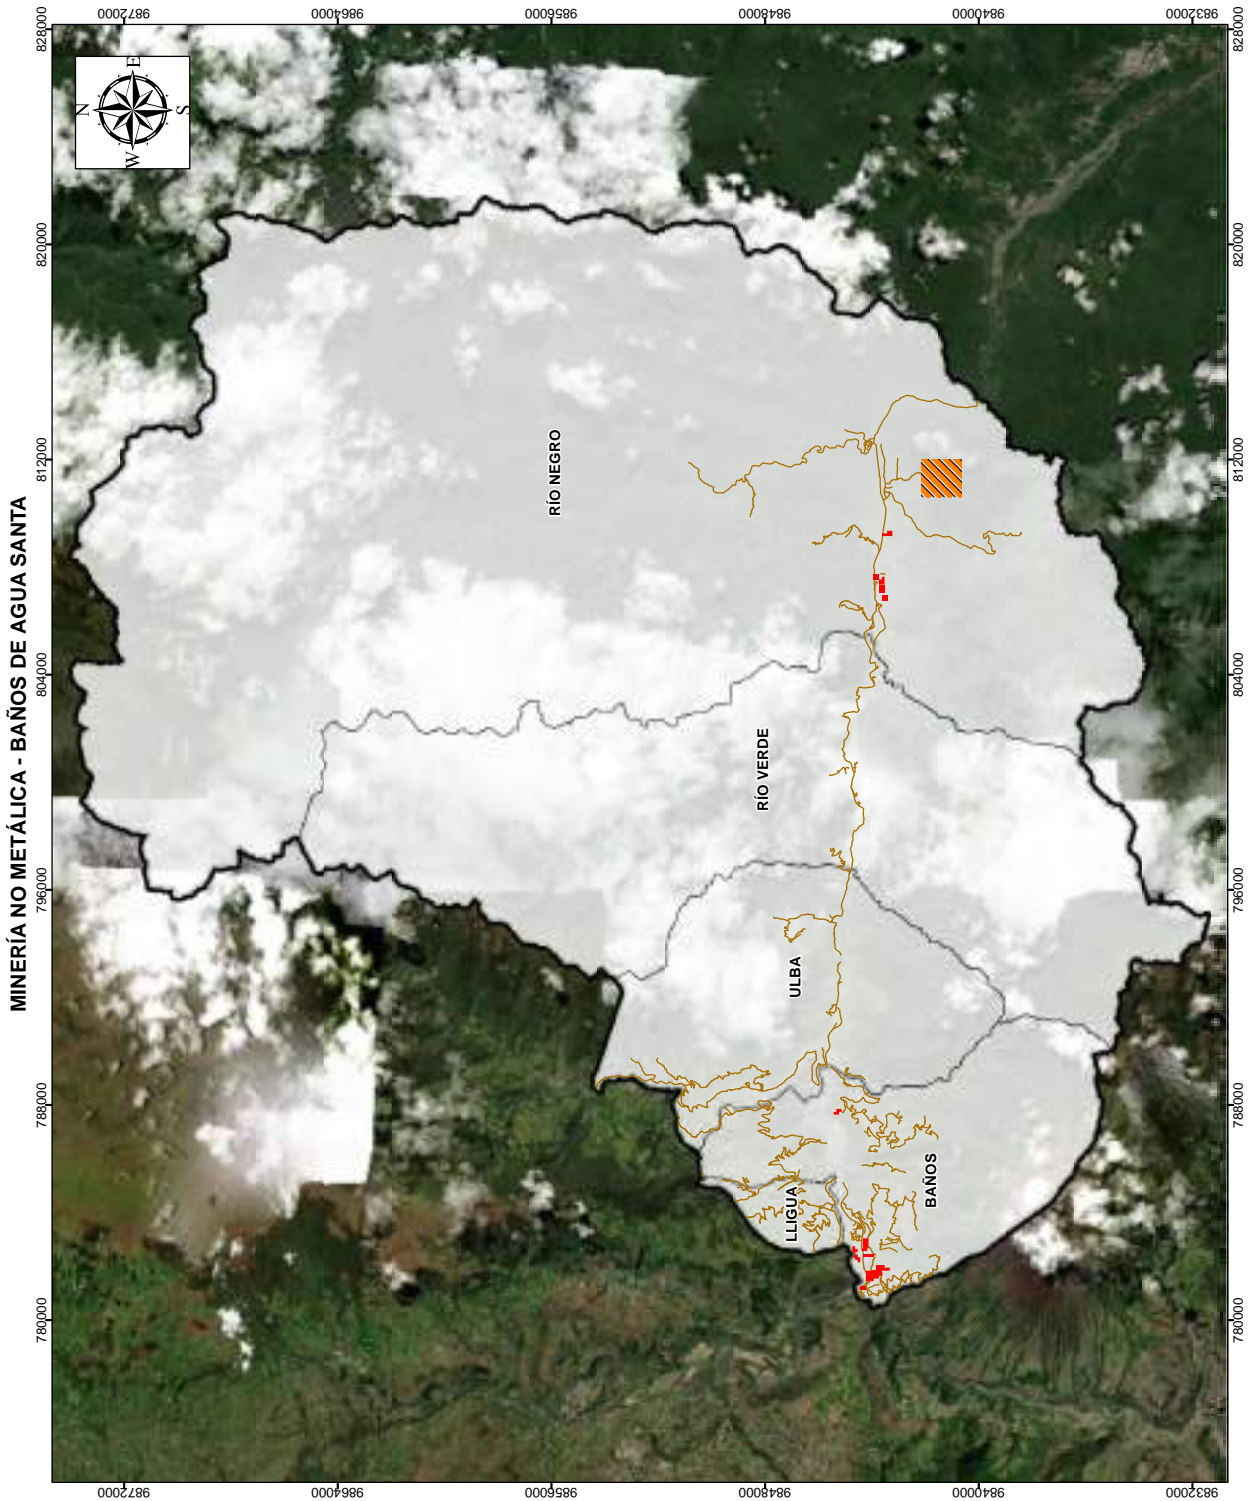 MINERÍA NO METÁLICA - BAÑOS DE AGUA SANTA
780000
788000
796000
804000
812000
820000
828000
9872000
9864000
9856000
9848000
9840000
9832000
N
W
E
S
RÍO NEGRO
RÍO VERDE
ULBA
LLIGUA
BAÑOS
9872000
9864000
9856000
9848000
9840000
9832000
780000
788000
796000
804000
812000
820000
828000